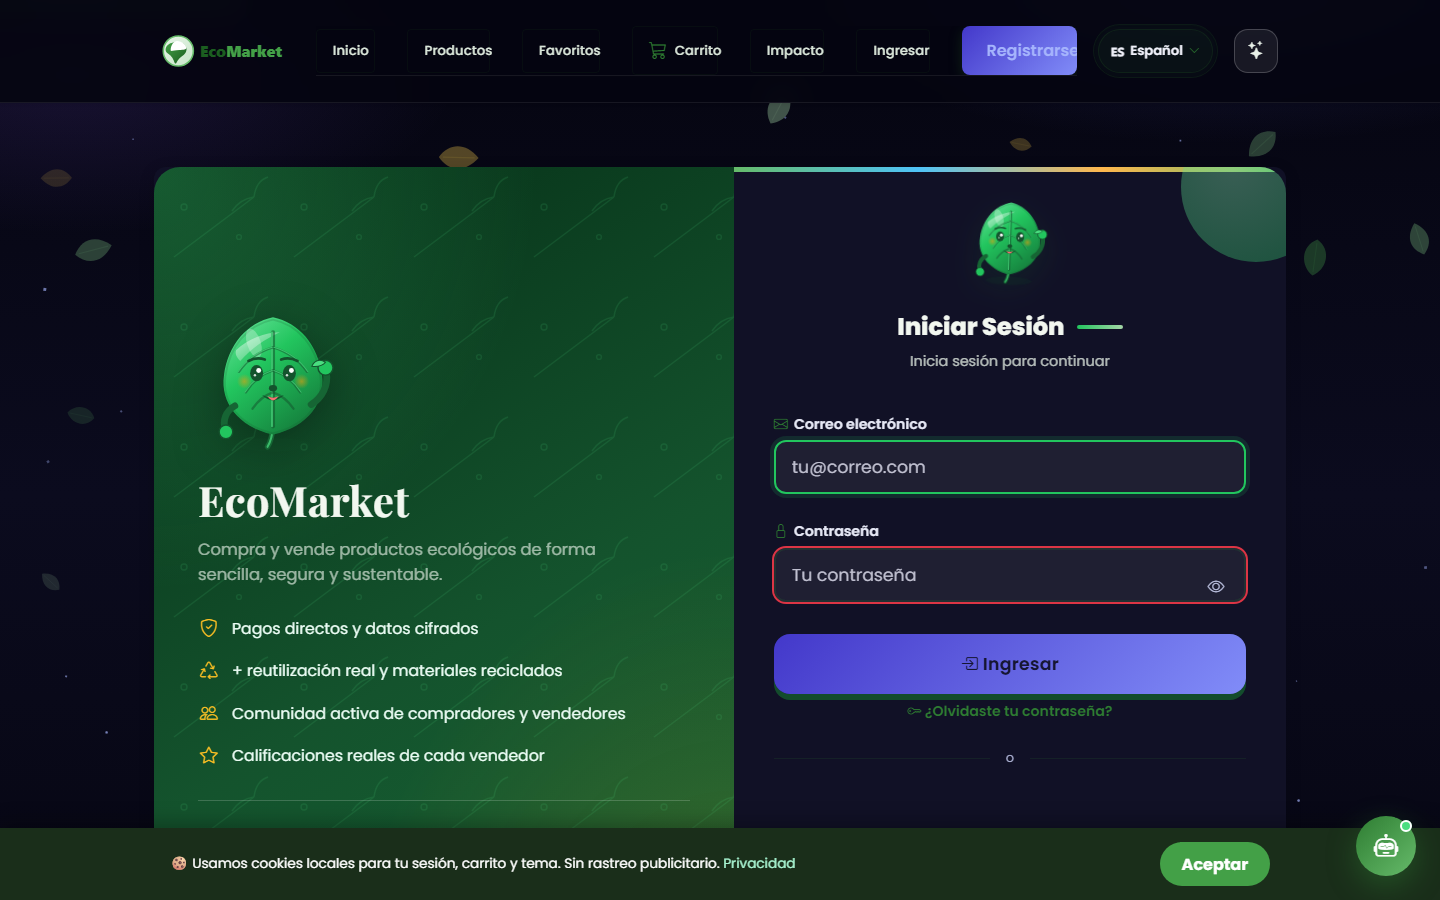 EcoMarket
Inicio
Productos
Favoritos
Carrito
Impacto
Ingresar
Registrarse
ES Español
EcoMarket
Compra y vende productos ecológicos de forma
sencilla, segura y sustentable.
Pagos directos y datos cifrados
+ reutilización real y materiales reciclados
Comunidad activa de compradores y vendedores
Calificaciones reales de cada vendedor
Iniciar Sesión
Inicia sesión para continuar
Correo electrónico
tu@correo.com
Contraseña
Tu contraseña
Ingresar
¿Olvidaste tu contraseña?
o
Usamos cookies locales para tu sesión, carrito y tema. Sin rastreo publicitario. Privacidad
Aceptar